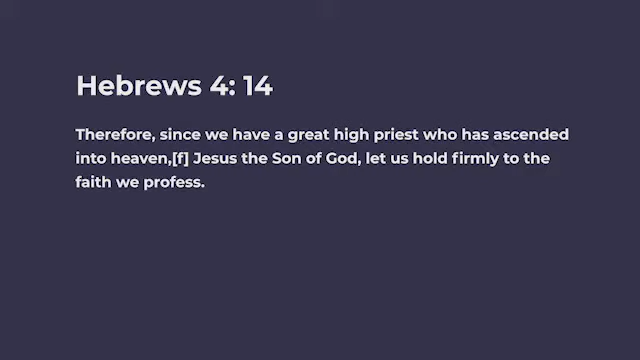 Hebrews 4: 14
Therefore, since we have a great high priest who has ascended
into heaven,[f] Jesus the Son of God, let us hold firmly to the
faith we profess.